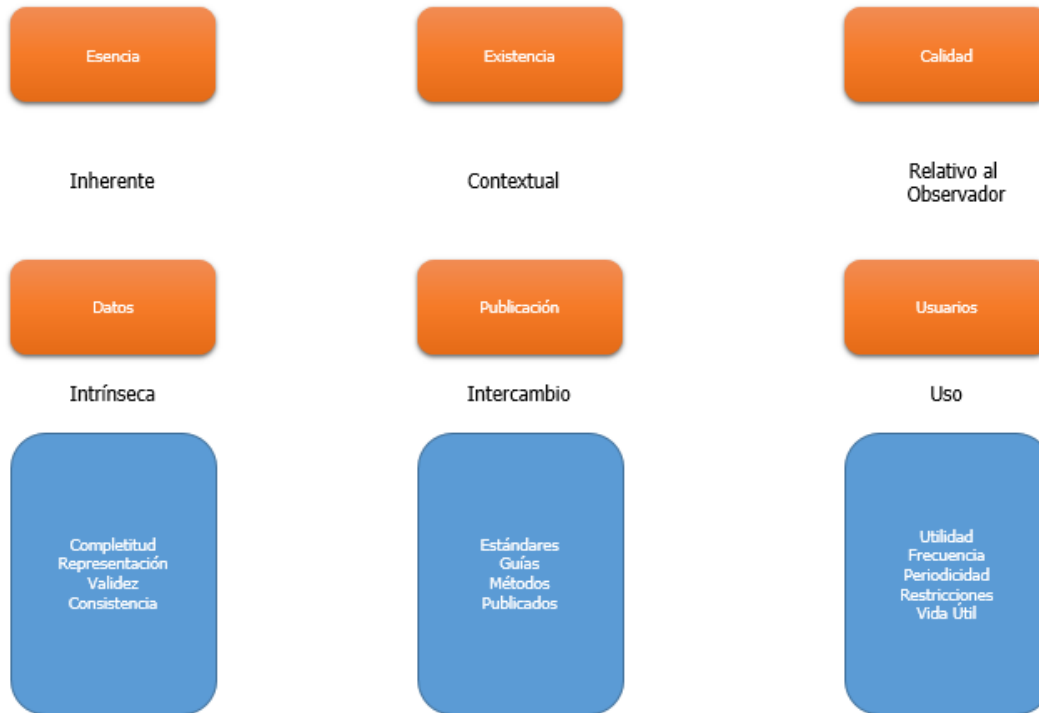 Esencia
Existencia
Calidad
Inherente
Contextual
Relativo al
Observador
Datos
Publicación
Usuarios
Intrínseca
Intercambio
Uso
Completitud
Representación
Validez
Consistencia
Estándares
Guías
Métodos
Publicados
Utilidad
Frecuencia
Periodicidad
Restricciones
Vida Útil